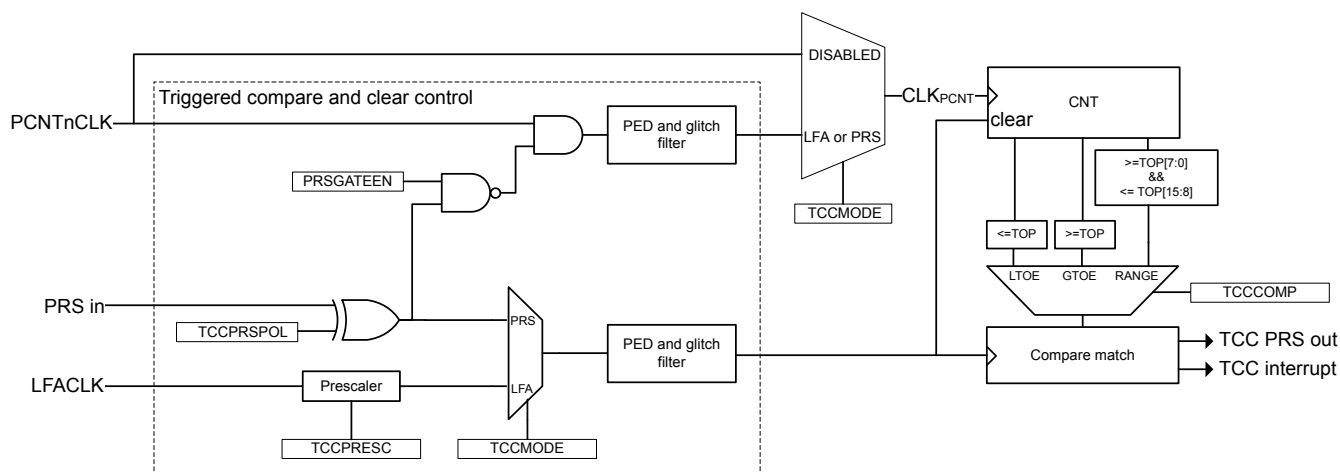 DISABLED
Triggered compare and clear control
PCNTnCLK
PED and glitch
filter
LFA or PRS
CLKPCNT
CNT
clear
>=TOP[7:0]
&&
<= TOP[15:8]
PRSGATEEN
TCCMODE
<=TOP
>=TOP
LTOE
GTOE
RANGE
TCCCOMP
PRS in
TCCPRSPOL
PRS
PED and glitch
filter
Compare match
TCC PRS out
TCC interrupt
LFACLK
Prescaler
LFA
TCCPRESC
TCCMODE